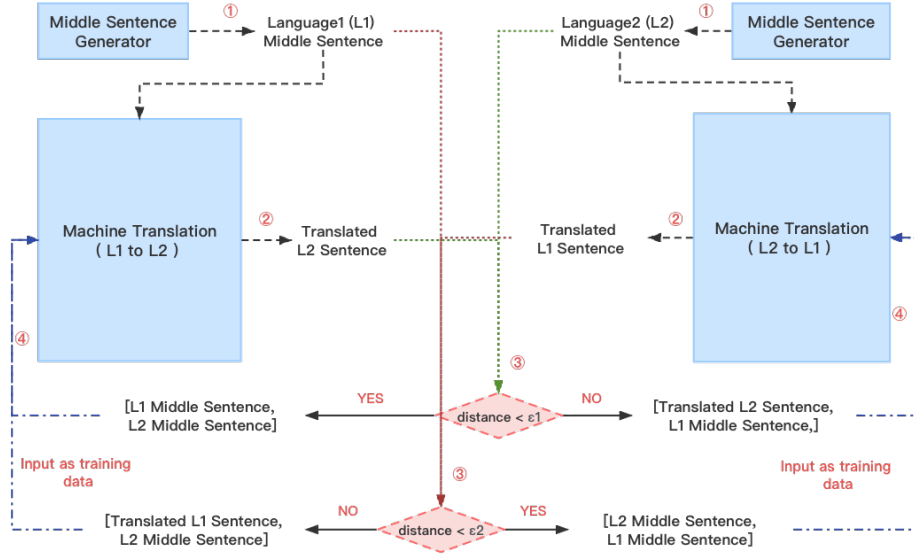 Middle Sentence
Generator
①
Language1 (L1)
Middle Sentence
Language2 (L2)
Middle Sentence
①
Middle Sentence
Generator
Machine Translation
( L1 to L2 )
②
Translated
L2 Sentence
Translated
L1 Sentence
②
Machine Translation
( L2 to L1 )
④
④
③
[L1 Middle Sentence,
L2 Middle Sentence]
YES
distance < ε1
NO
[Translated L2 Sentence,
L1 Middle Sentence,]
Input as training
data
③
Input as training
data
[Translated L1 Sentence,
L2 Middle Sentence]
NO
distance < ε2
YES
[L2 Middle Sentence,
L1 Middle Sentence]